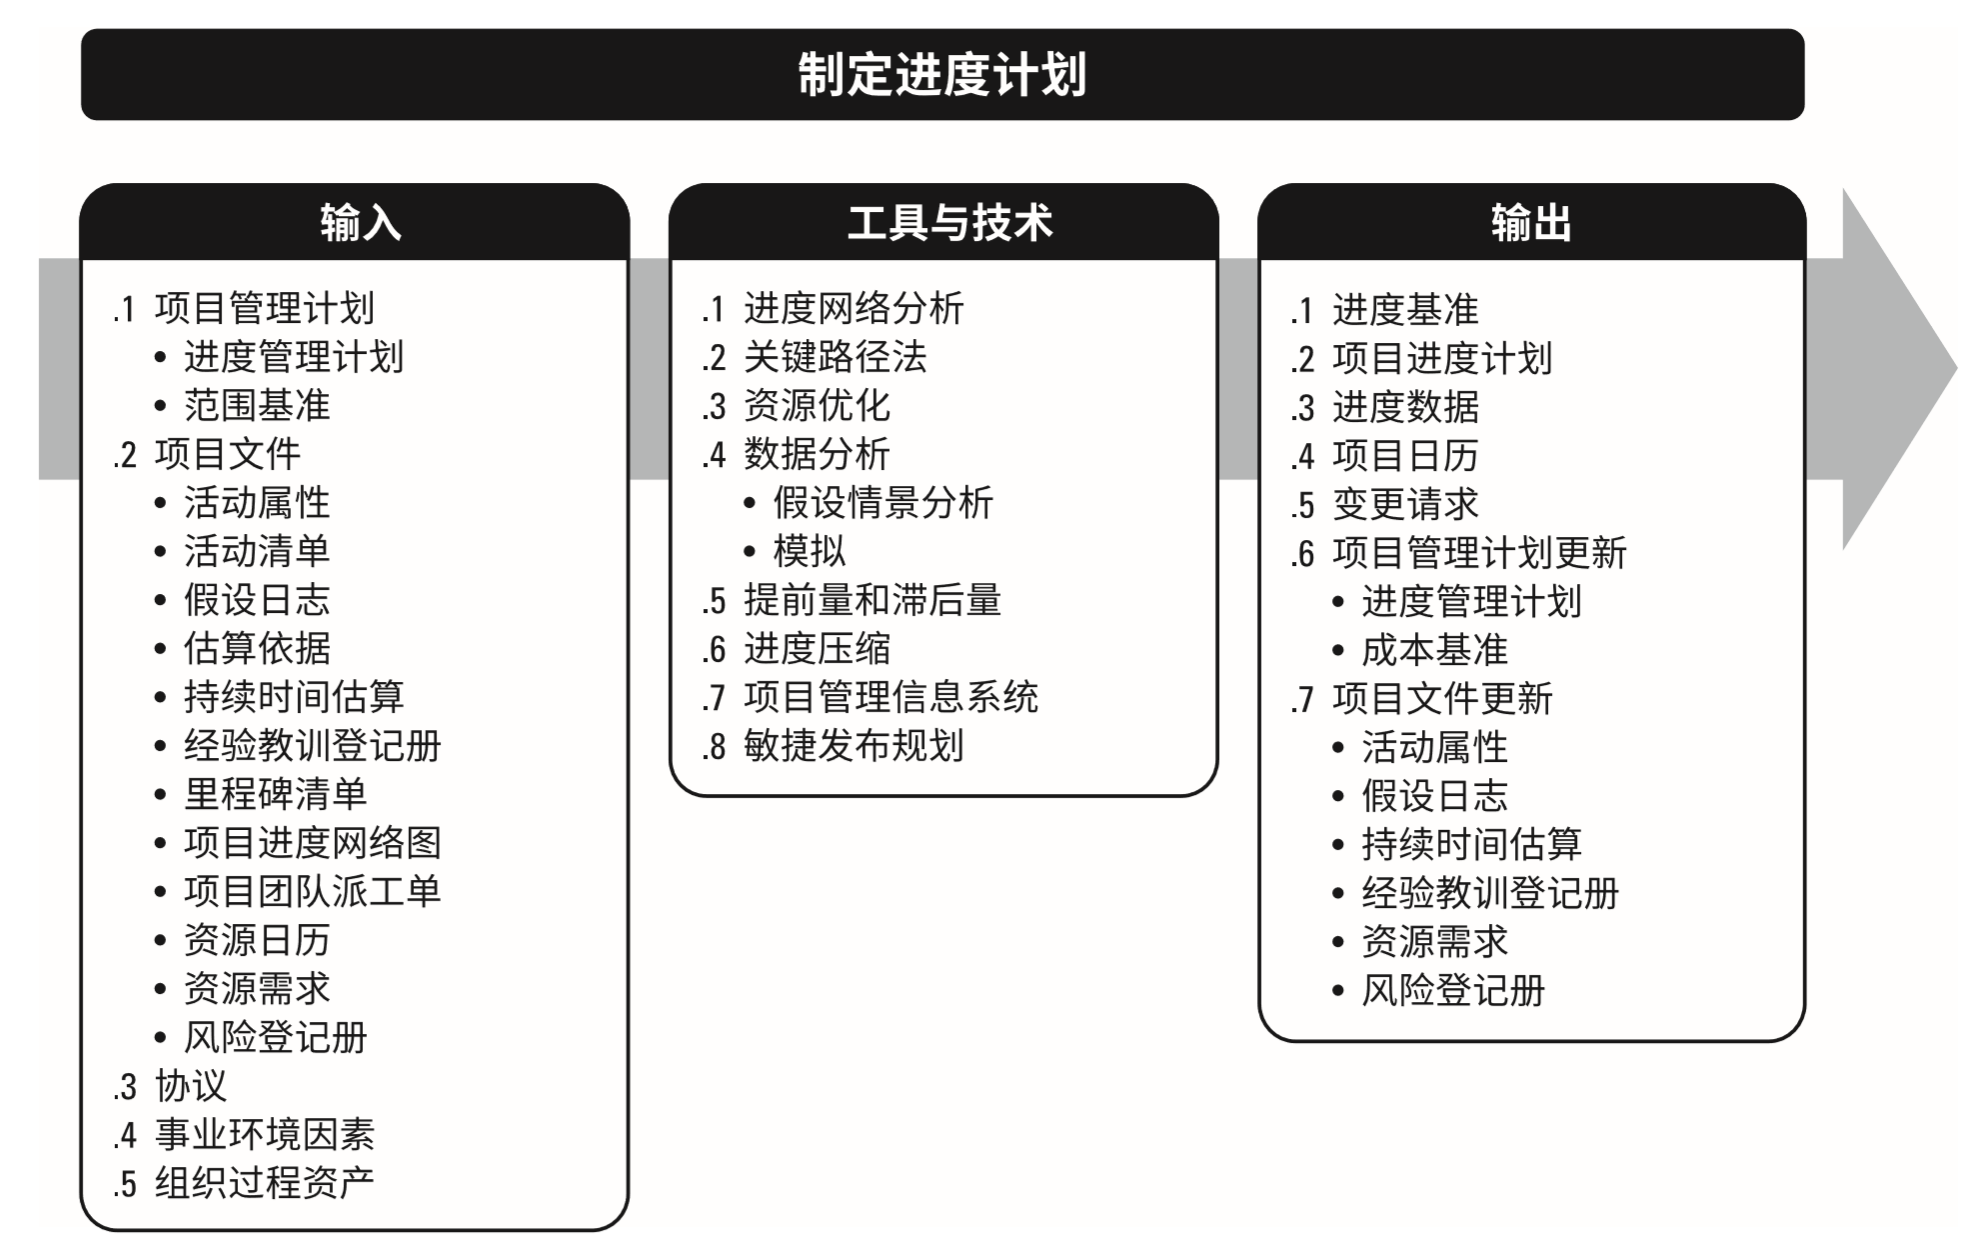 制定进度计划
输入
.1 项目管理计划
• 进度管理计划
• 范围基准
.2 项目文件
• 活动属性
• 活动清单
• 假设日志
• 估算依据
• 持续时间估算
• 经验教训登记册
• 里程碑清单
• 项目进度网络图
• 项目团队派工单
• 资源日历
• 资源需求
• 风险登记册
.3 协议
.4 事业环境因素
.5 组织过程资产
工具与技术
.1 进度网络分析
.2 关键路径法
.3 资源优化
.4 数据分析
• 假设情景分析
• 模拟
.5 提前量和滞后量
.6 进度压缩
.7 项目管理信息系统
.8 敏捷发布规划
输出
.1 进度基准
.2 项目进度计划
.3 进度数据
.4 项目日历
.5 变更请求
.6 项目管理计划更新
• 进度管理计划
• 成本基准
.7 项目文件更新
• 活动属性
• 假设日志
• 持续时间估算
• 经验教训登记册
• 资源需求
• 风险登记册